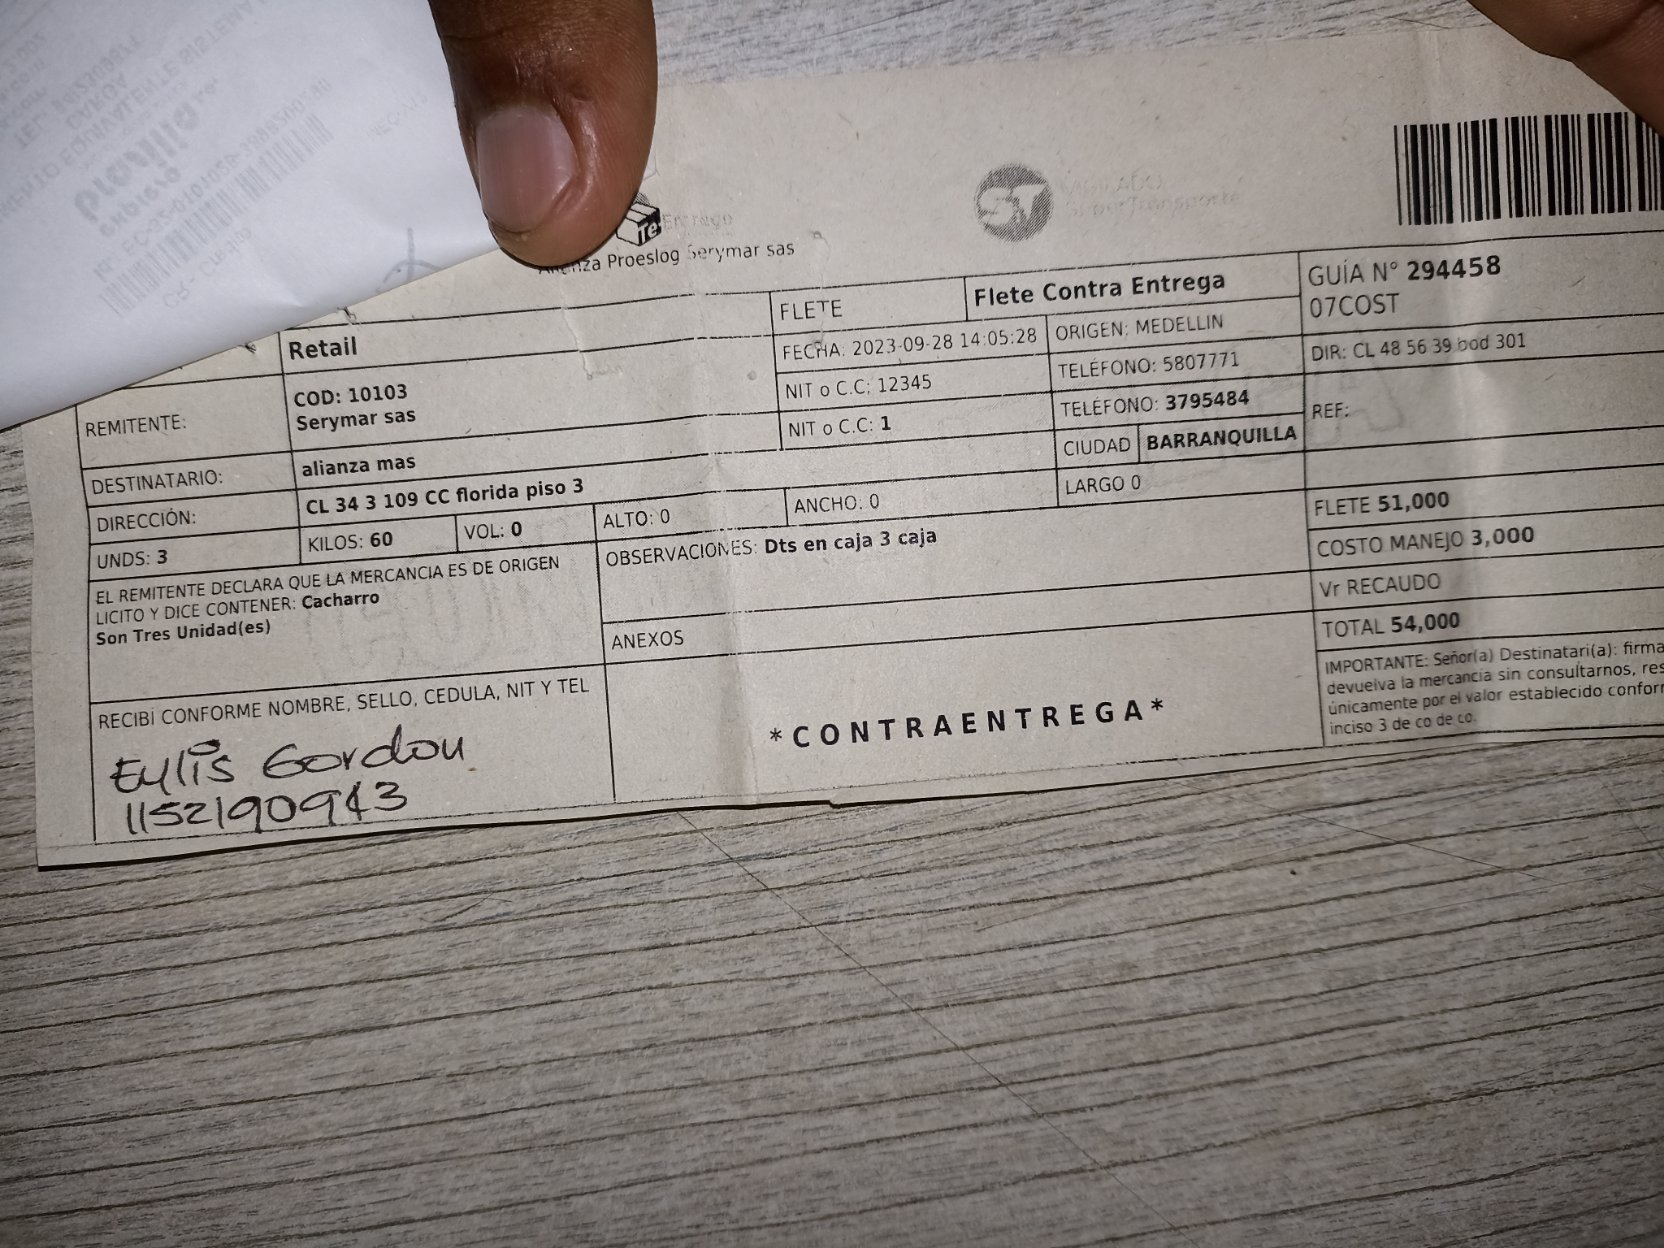 Te
Entrego
Alianza Proeslog Serymar sas
SV
Retail
FLETE
Flete Contra Entrega
GUÍA N° 294458
07COST
REMITENTE:
COD: 10103
Serymar sas
FECHA: 2023-09-28 14:05:28
ORIGEN: MEDELLIN
DIR: CL 48 56 39 bod 301
NIT o C.C: 12345
TELÉFONO: 5807771
DESTINATARIO:
alianza mas
NIT o C.C: 1
TELÉFONO: 3795484
REF:
DIRECCIÓN:
CL 34 3 109 CC florida piso 3
CIUDAD BARRANQUILLA
UNDS: 3
KILOS: 60
VOL: 0
ALTO: 0
ANCHO: 0
LARGO 0
FLETE 51,000
EL REMITENTE DECLARA QUE LA MERCANCIA ES DE ORIGEN
LICITO Y DICE CONTENER: Cacharro
Son Tres Unidad(es)
OBSERVACIONES: Dts en caja 3 caja
COSTO MANEJO 3,000
Vr RECAUDO
ANEXOS
TOTAL 54,000
RECIBÍ CONFORME NOMBRE, SELLO, CEDULA, NIT Y TEL
Eylis Gordon
*CONTRAENTREGA*
IMPORTANTE: Señor(a) Destinatari(a): firma
devuelva la mercancia sin consultarnos,
únicamente por el valor establecido
inciso 3 de co de co.